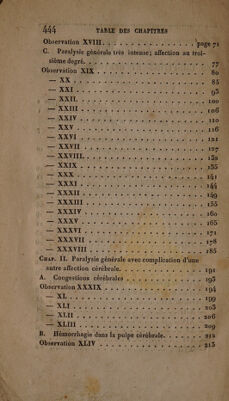 444 TABLE DES CHAPITRES
Observation XVIII . . . . . . . . . . . . . . . . . page 71
C. Paralysie générale très intense; affection au troi-
sième degré. . . . . . . . . . . . . . . . . . . 77
Observation XIX . . . . . . . . . . . . . . . . . . . 80
— XX . . . . . . . . . . . . . . . . . . . . . . 85
— XXI . . . . . . . . . . . . . . . . . . . . . . 93
— XXII. . . . . . . . . . . . . . . . . . . . . . 100
— XXIII . . . . . . . . . . . . . . . . . . . . . 106
— XXIV . . . . . . . . . . . . . . . . . . . . . 110
— XXV . . . . . . . . . . . . . . . . . . . . . . 116
— XXVI . . . . . . . . . . . . . . . . . . . . . 121
— XXVII . . . . . . . . . . . . . . . . . . . . . 127
— XXVIII. . . . . . . . . . . . . . . . . . . . . 132
— XXIX . . . . . . . . . . . . . . . . . . . . . 135
— XXX . . . . . . . . . . . . . . . . . . . . . . 141
— XXXI . . . . . . . . . . . . . . . . . . . . . 144
— XXXII . . . . . . . . . . . . . . . . . . . . . 149
— XXXIII . . . . . . . . . . . . . . . . . . . . . 155
— XXXIV . . . . . . . . . . . . . . . . . . . . . 160
— XXXV . . . . . . . . . . . . . . . . . . . . . 165
— XXXVI . . . . . . . . . . . . . . . . . . . . . 171
— XXXVII . . . . . . . . . . . . . . . . . . . . 178
— XXXVIII . . . . . . . . . . . . . . . . . . . . 185
CHAP. II. Paralysie générale avec complication d'une
autre affection cérébrale. . . . . . . . . . . . . 191
A. Congestions cérébrales . . . . . . . . . . . . . 193
Observation XXXIX . . . . . . . . . . . . . . . . . 194
— XL . . . . . . . . . . . . . . . . . . . . . . . 199
— XLI . . . . . . . . . . . . . . . . . . . . . . 203
— XLII . . . . . . . . . . . . . . . . . . . . . . 206
— XLIII . . . . . . . . . . . . . . . . . . . . . 209
B. Hémorrhagie dans la pulpe cérébrale. . . . . . . 212
Observation XLIV . . . . . . . . . . . . . . . . . . 213